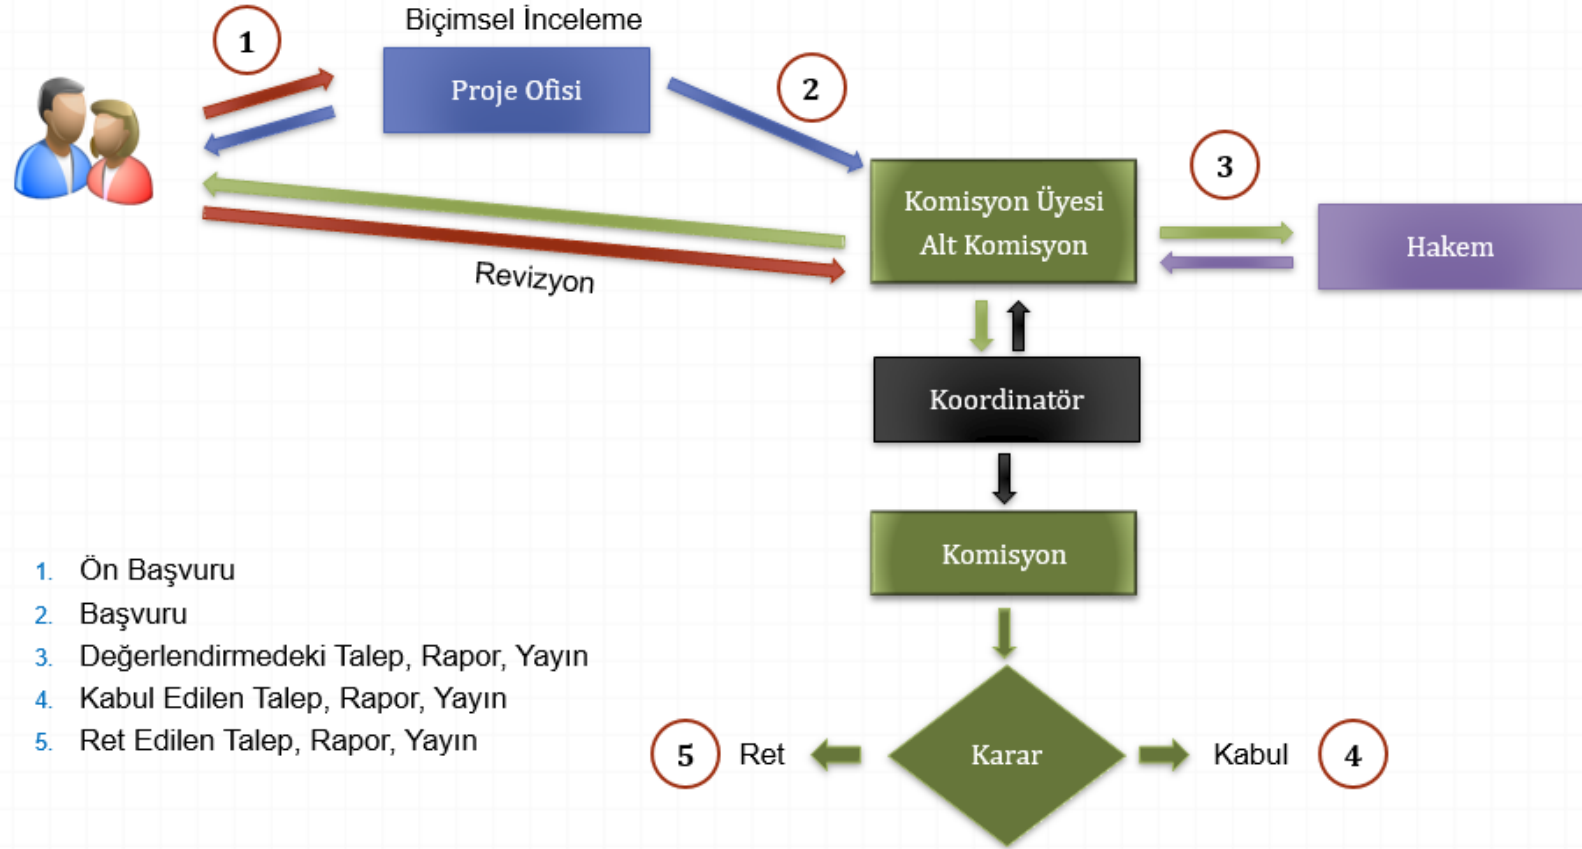 Biçimsel İnceleme
1
Proje Ofisi
2
3
Komisyon Üyesi
Alt Komisyon
Hakem
Revizyon
Koordinatör
Komisyon
1. Ön Başvuru
2. Başvuru
3. Değerlendirmedeki Talep, Rapor, Yayın
4. Kabul Edilen Talep, Rapor, Yayın
5. Ret Edilen Talep, Rapor, Yayın
5 Ret
Karar
Kabul 4